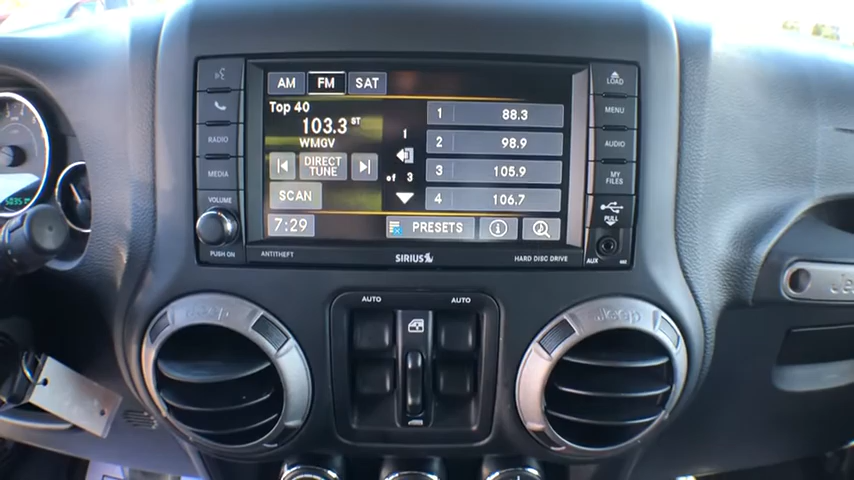 AM FM SAT
Top 40
103.3 ST
WMGV
DIRECT
TUNE
SCAN
7:29
1
of 3
1 88.3
2 98.9
3 105.9
4 106.7
PRESETS
RADIO
MEDIA
VOLUME
PUSH ON
ANTITHEFT
SIRIUS
HARD DISC DRIVE
LOAD
MENU
AUDIO
MY
FILES
PULL
AUX
AUTO AUTO
Jeep
Jeep
Jeep